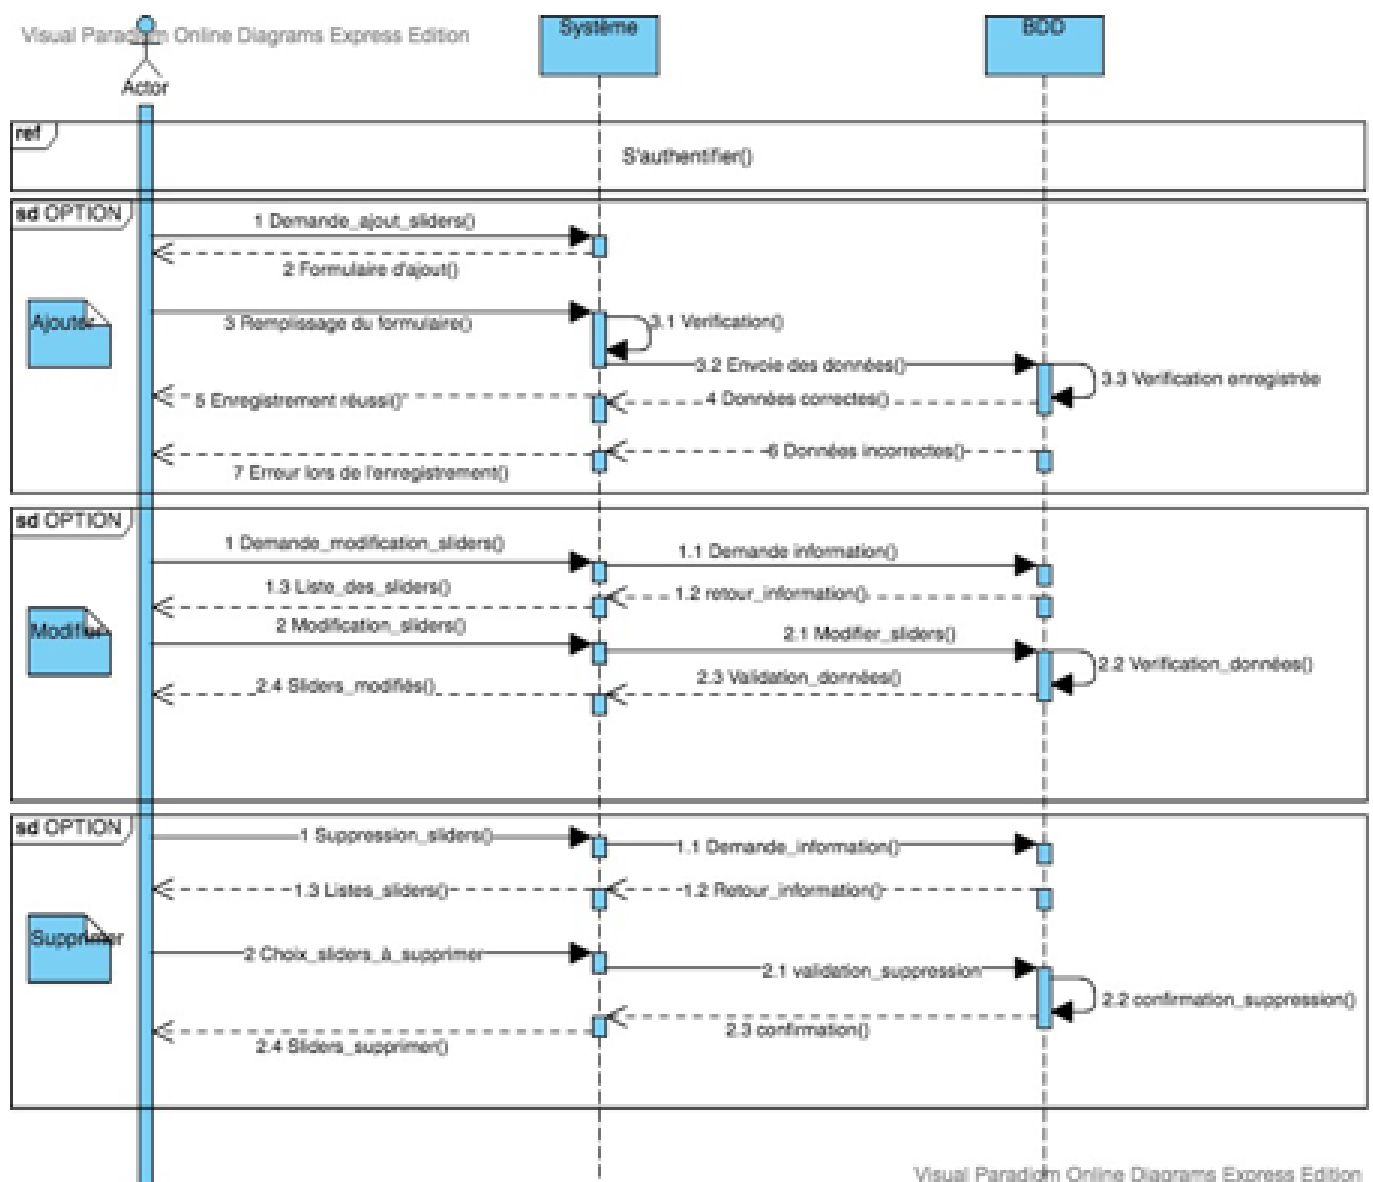 Visual Paradigm Online Diagrams Express Edition
Système
BDD
Actor
ref
S'authentifier()
sd OPTION
1 Demande_ajout_sliders()
2 Formulaire d'ajout()
Ajouter
3 Remplissage du formulaire()
3.1 Verification()
3.2 Envoie des données()
3.3 Verification enregistrée
5 Enregistrement réussi()
4 Données correctes()
6 Données incorrectes()
7 Erreur lors de l'enregistrement()
sd OPTION
1 Demande_modification_sliders()
1.1 Demande information()
1.3 Liste_des_sliders()
1.2 retour_information()
Modifier
2 Modification_sliders()
2.1 Modifier_sliders()
2.2 Verification_données()
2.4 Sliders_modifiés()
2.3 Validation_données()
sd OPTION
1 Suppression_sliders()
1.1 Demande_information()
1.3 Listes_sliders()
1.2 Retour_information()
Supprimer
2 Choix_sliders_à_supprimer
2.1 validation_suppression
2.2 confirmation_suppression()
2.3 confirmation()
2.4 Sliders_supprimer()
Visual Paradigm Online Diagrams Express Edition